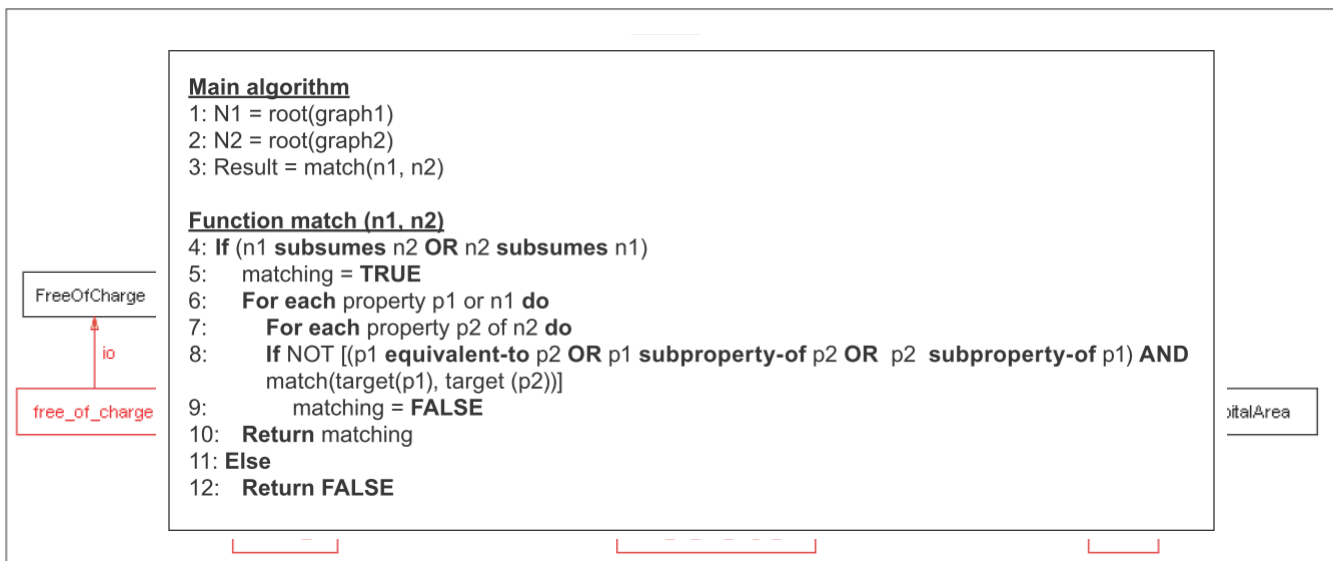 Main algorithm
1: N1 = root(graph1)
2: N2 = root(graph2)
3: Result = match(n1, n2)
Function match (n1, n2)
4: If (n1 subsumes n2 OR n2 subsumes n1)
5: matching = TRUE
6: For each property p1 or n1 do
7: For each property p2 of n2 do
8: If NOT [(p1 equivalent-to p2 OR p1 subproperty-of p2 OR p2 subproperty-of p1) AND
match(target(p1), target (p2))]
9: matching = FALSE
10: Return matching
11: Else
12: Return FALSE
FreeOfCharge
io
free_of_charge
pitalArea